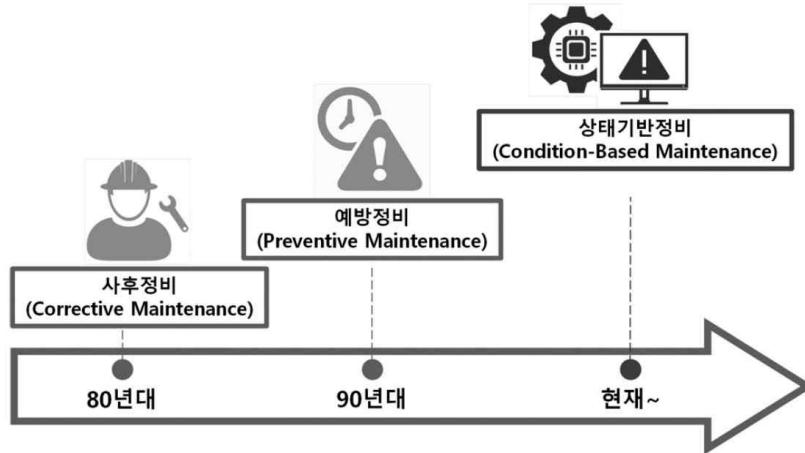 상태기반정비
(Condition-Based Maintenance)
예방정비
(Preventive Maintenance)
사후정비
(Corrective Maintenance)
80년대
90년대
현재~